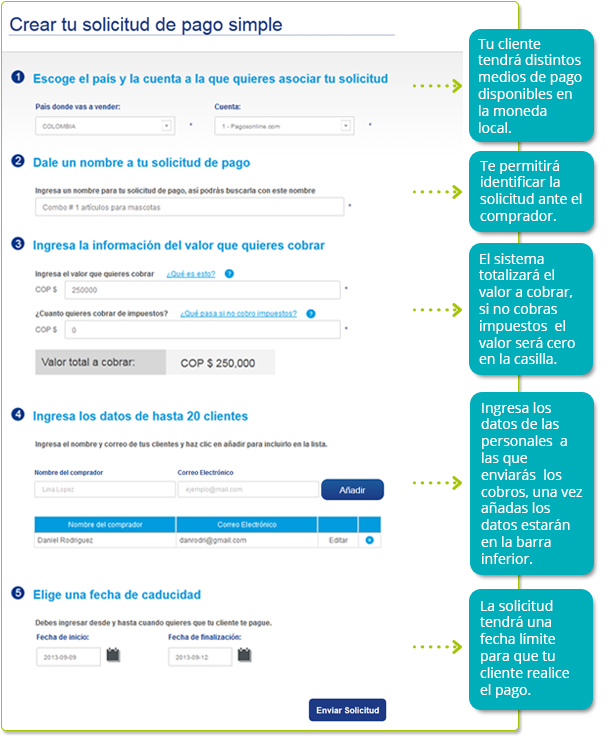 Crear tu solicitud de pago simple
1 Escoge el país y la cuenta a la que quieres asociar tu solicitud
País donde vas a vender:
Cuenta:
COLOMBIA
*
1 - Pagosonline.com
*
Tu cliente
tendrá distintos
medios de pago
disponibles en
la moneda
local.
2 Dale un nombre a tu solicitud de pago
Ingresa un nombre para tu solicitud de pago, así podrás buscarla con este nombre
Combo # 1 artículos para mascotas
*
Te permitirá
identificar la
solicitud ante el
comprador.
3 Ingresa la información del valor que quieres cobrar
Ingresa el valor que quieres cobrar ¿Qué es esto? ?
COP $ 250000 *
¿Cuanto quieres cobrar de impuestos? ¿Qué pasa si no cobro impuestos? ?
COP $ 0 *
Valor total a cobrar: COP $ 250,000
El sistema
totalizará el
valor a cobrar,
si no cobras
impuestos el
valor será cero
en la casilla.
4 Ingresa los datos de hasta 20 clientes
Ingresa el nombre y correo de tus clientes y haz clic en añadir para incluirlo en la lista.
Nombre del comprador
Correo Electrónico
Lina Lopez
ejemplo@mail.com
Añadir
Nombre del comprador
Correo Electrónico
Daniel Rodriguez
danrodri@gmail.com
Editar
Ingresa los
datos de las
personales a
las que
enviarás los
cobros, una vez
añadas los
datos estarán
en la barra
inferior.
5 Elige una fecha de caducidad
Debes ingresar desde y hasta cuando quieres que tu cliente te pague.
Fecha de inicio:
Fecha de finalización:
2013-09-09
2013-09-12
La solicitud
tendrá una
fecha límite
para que tu
cliente realice
el pago.
Enviar Solicitud